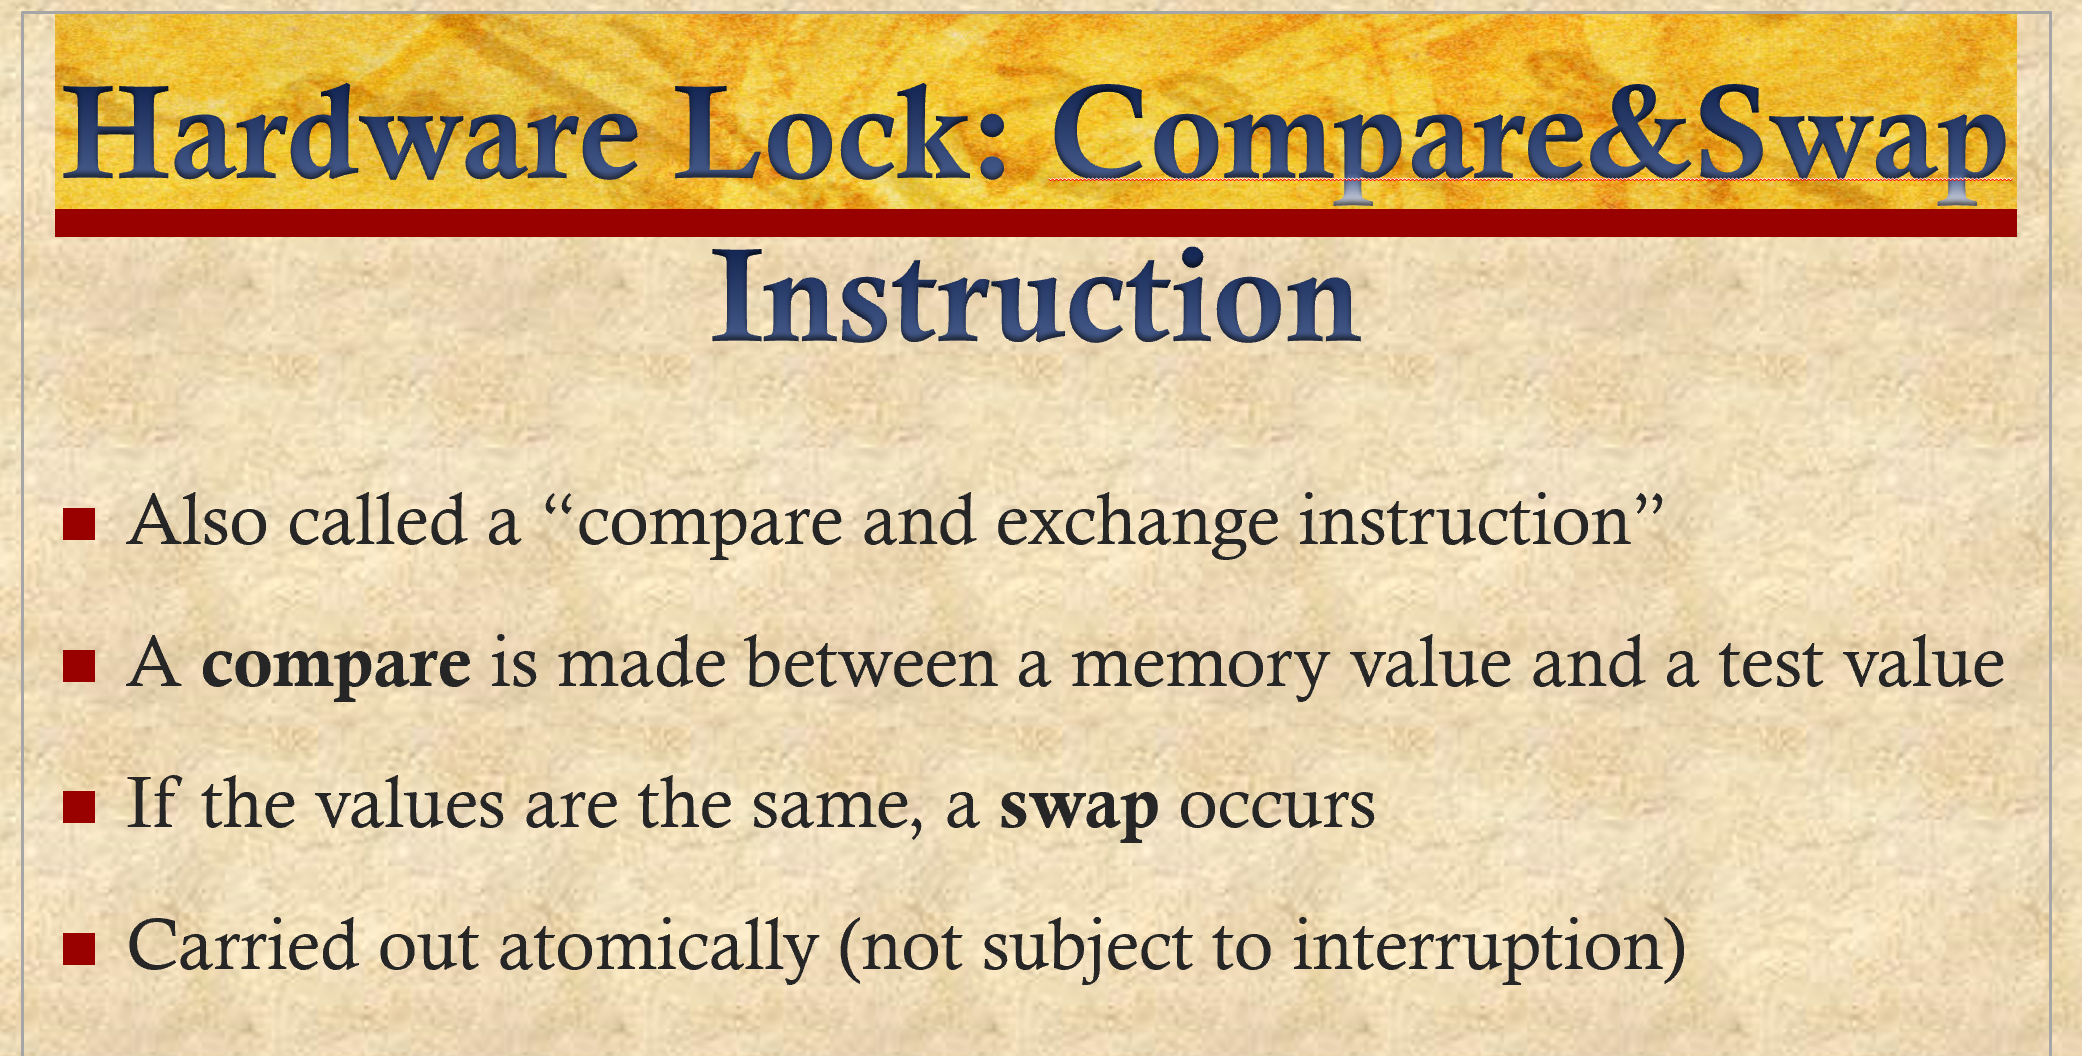 Hardware Lock: Compare&Swap
Instruction
Also called a “compare and exchange instruction”
A compare is made between a memory value and a test value
If the values are the same, a swap occurs
Carried out atomically (not subject to interruption)